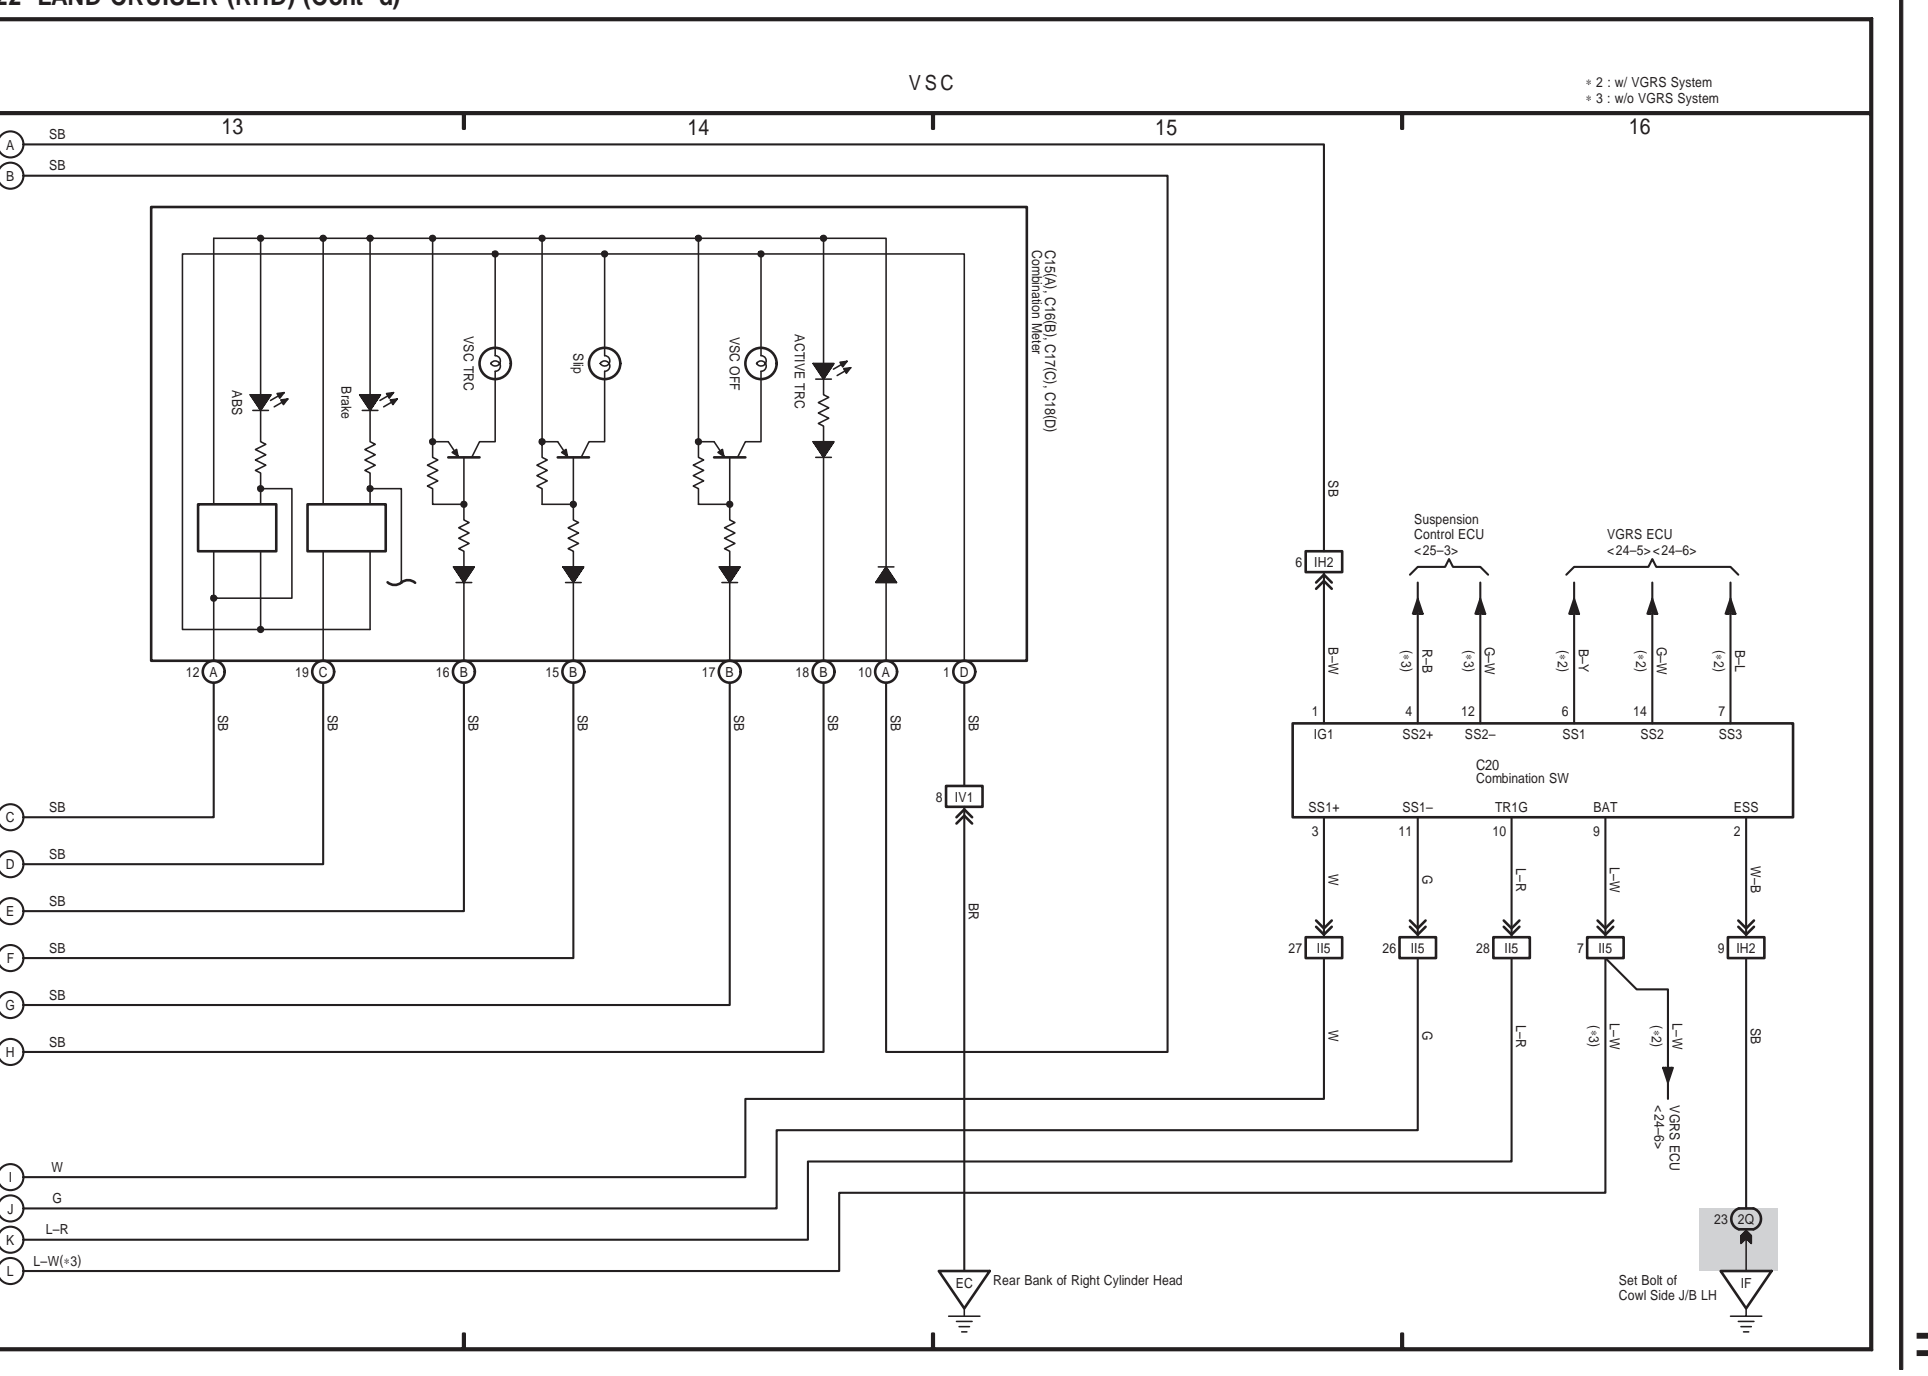 LAND CRUISER (RHD) (Cont' d)
VSC
* 2 : w/ VGRS System
* 3 : w/o VGRS System
13 14 15 16
A SB
B SB
C15(A), C16(B), C17(C), C18(D)
Combination Meter
ABS
Brake
VSC TRC
Slip
VSC OFF
ACTIVE TRC
12 A
19 C
16 B
15 B
17 B
18 B
10 A
1 D
SB SB SB SB SB SB SB SB
8 IV1
BR
C SB
D SB
E SB
F SB
G SB
H SB
I W
J G
K L–R
L L–W(*3)
EC Rear Bank of Right Cylinder Head
SB
6 IH2
Suspension
Control ECU
<25–3>
VGRS ECU
<24–5><24–6>
B–W
R–B
(*3)
G–W
(*3)
B–Y
(*2)
G–W
(*2)
B–L
(*2)
1 4 12 6 14 7
IG1 SS2+ SS2– SS1 SS2 SS3
C20
Combination SW
SS1+ SS1– TR1G BAT ESS
3 11 10 9 2
W G L–R L–W W–B
27 II5 26 II5 28 II5 7 II5 9 IH2
W G L–R
L–W
(*3)
L–W
(*2)
SB
VGRS ECU
<24–6>
23 2Q
Set Bolt of
Cowl Side J/B LH
IF